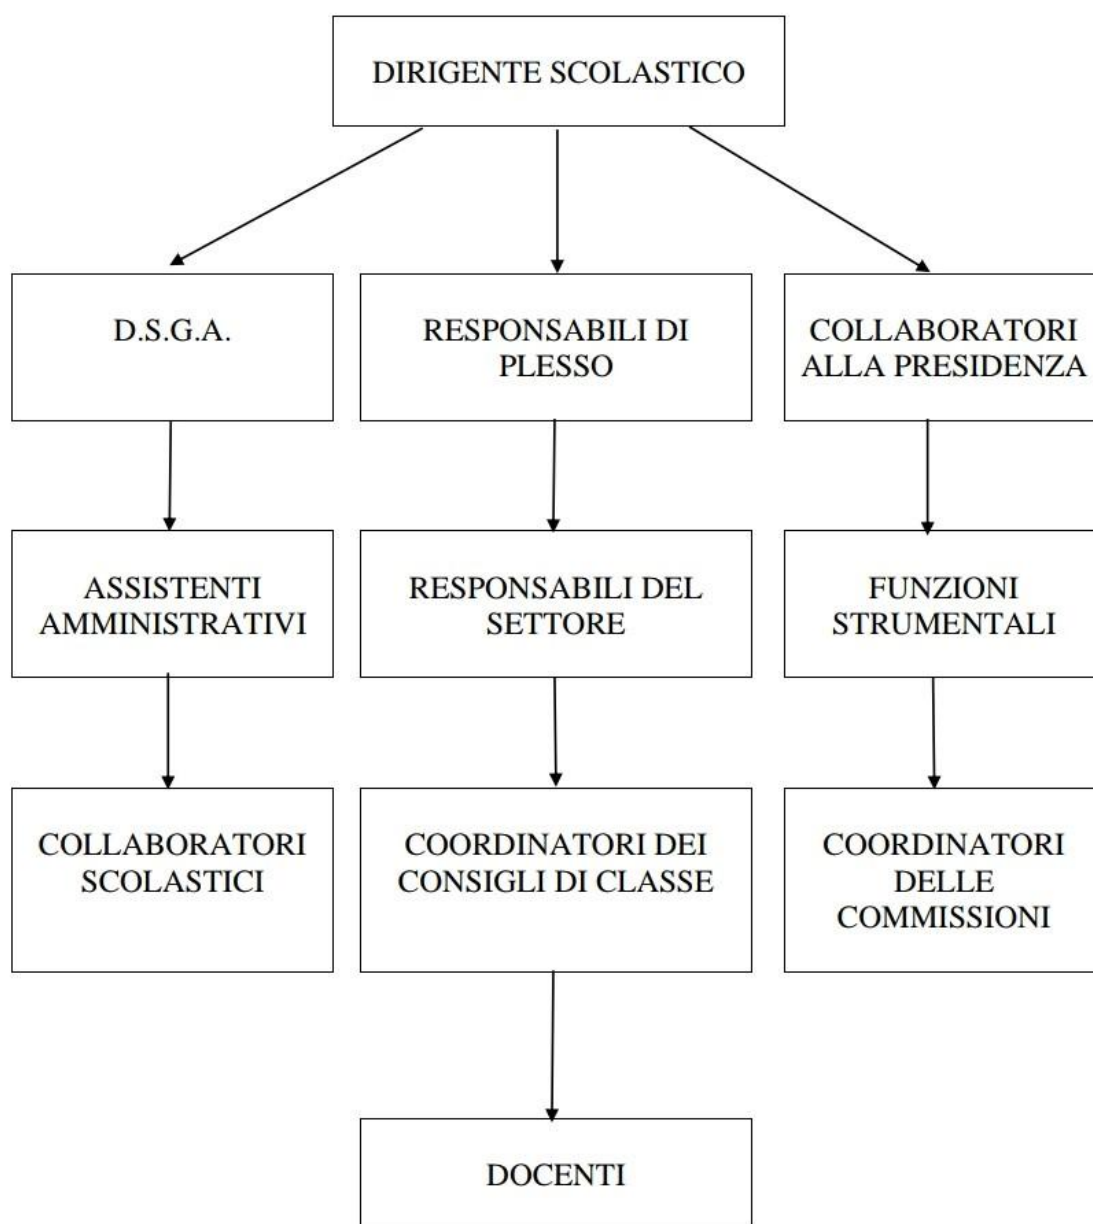 DIRIGENTE SCOLASTICO
D.S.G.A.
RESPONSABILI DI
PLESSO
COLLABORATORI
ALLA PRESIDENZA
ASSISTENTI
AMMINISTRATIVI
RESPONSABILI DEL
SETTORE
FUNZIONI
STRUMENTALI
COLLABORATORI
SCOLASTICI
COORDINATORI DEI
CONSIGLI DI CLASSE
COORDINATORI
DELLE
COMMISSIONI
DOCENTI